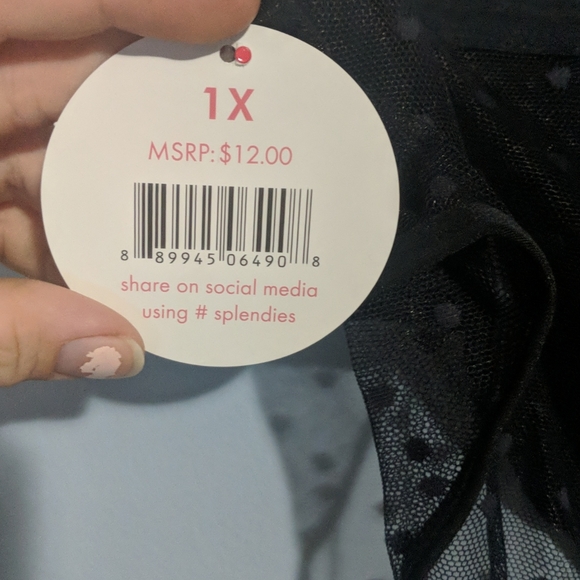 1X
MSRP: $12.00
8 89945 06490 8
share on social media
using # splendies